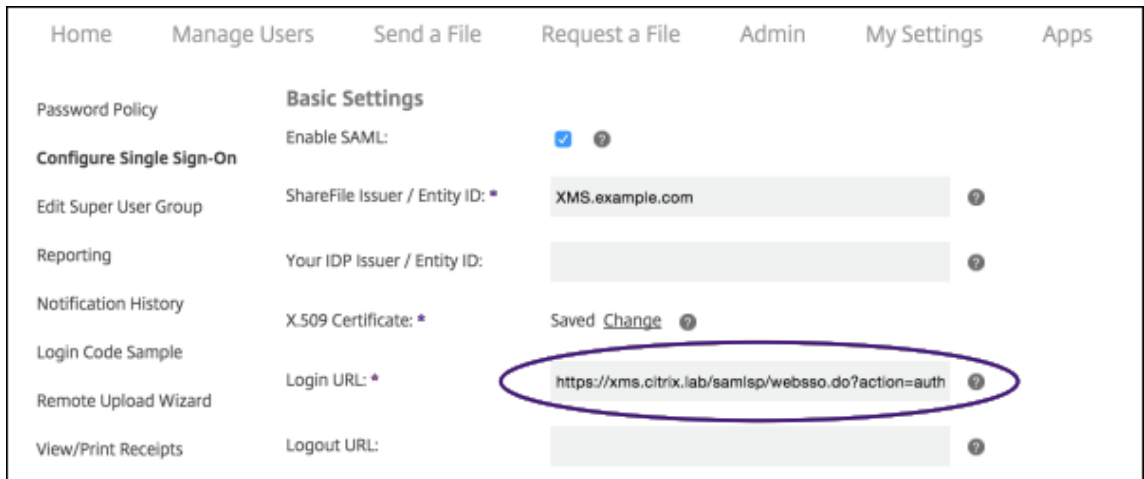 Home Manage Users Send a File Request a File Admin My Settings Apps
Password Policy
Configure Single Sign-On
Edit Super User Group
Reporting
Notification History
Login Code Sample
Remote Upload Wizard
View/Print Receipts
Basic Settings
Enable SAML: ?
ShareFile Issuer / Entity ID: * XMS.example.com ?
Your IDP Issuer / Entity ID: ?
X.509 Certificate: * Saved Change ?
Login URL: * https://xms.citrix.lab/samlsp/websso.do?action=auth ?
Logout URL: ?